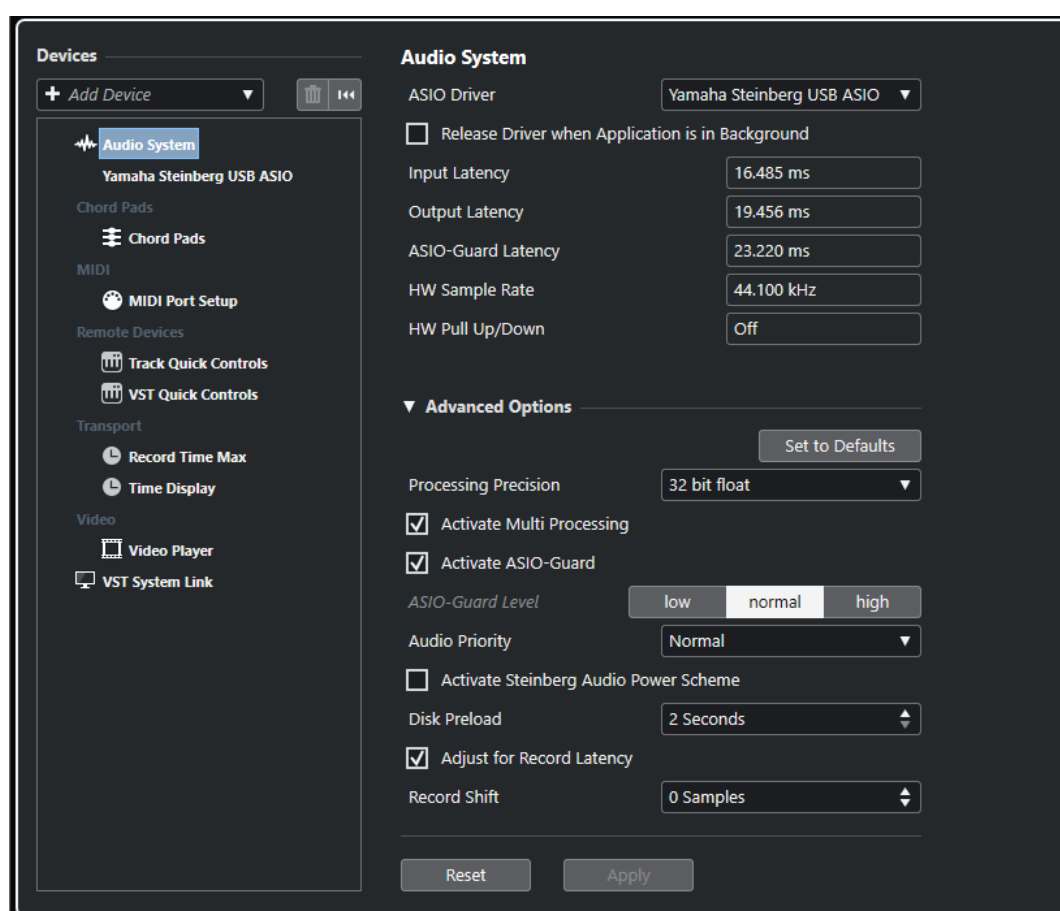 Devices
Add Device
Audio System
Yamaha Steinberg USB ASIO
Chord Pads
Chord Pads
MIDI
MIDI Port Setup
Remote Devices
Track Quick Controls
VST Quick Controls
Transport
Record Time Max
Time Display
Video
Video Player
VST System Link
Audio System
ASIO Driver Yamaha Steinberg USB ASIO
Release Driver when Application is in Background
Input Latency 16.485 ms
Output Latency 19.456 ms
ASIO-Guard Latency 23.220 ms
HW Sample Rate 44.100 kHz
HW Pull Up/Down Off
Advanced Options
Set to Defaults
Processing Precision 32 bit float
Activate Multi Processing
Activate ASIO-Guard
ASIO-Guard Level low normal high
Audio Priority Normal
Activate Steinberg Audio Power Scheme
Disk Preload 2 Seconds
Adjust for Record Latency
Record Shift 0 Samples
Reset Apply